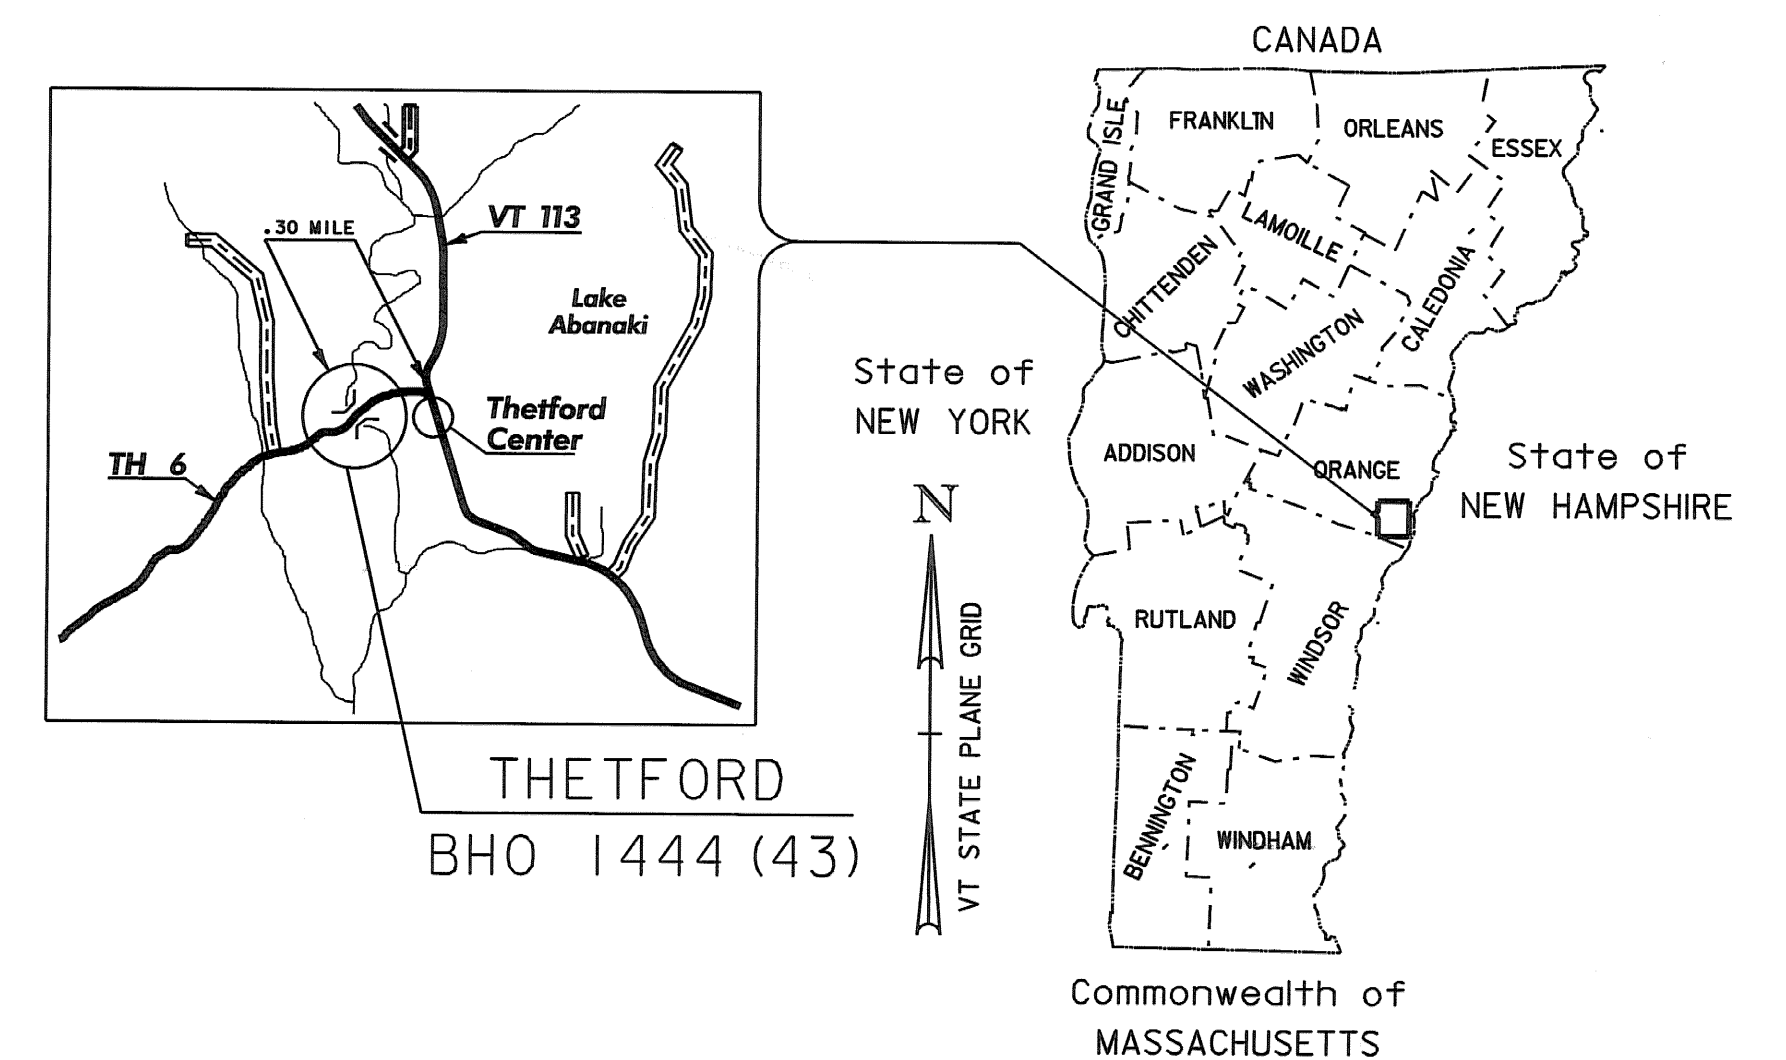 .30 MILE
VT 113
Lake
Abanaki
Thetford
Center
TH 6
THETFORD
BHO 1444 (43)
N
VT STATE PLANE GRID
CANADA
GRAND ISLE
FRANKLIN
ORLEANS
ESSEX
LAMOILLE
CHITTENDEN
CALEDONIA
WASHINGTON
State of
NEW YORK
ADDISON
ORANGE
State of
NEW HAMPSHIRE
RUTLAND
WINDSOR
BENNINGTON
WINDHAM
Commonwealth of
MASSACHUSETTS